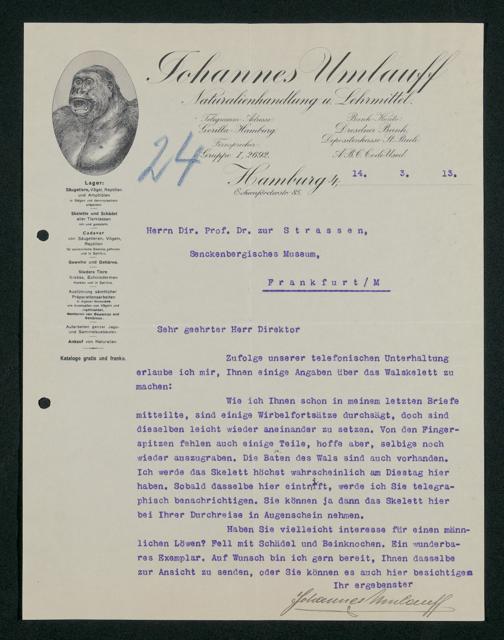 Johannes Umlauff
Naturalienhandlung u. Lehrmittel.
Telegramm-Adresse:
Gorilla-Hamburg.
Fernsprecher:
Gruppe 1, 2692.
Bank-Konto:
Dresdner Bank,
Depositenkasse St. Pauli
A.B.C. Code Used.
24
Hamburg 4, 14. 3. 13.
Lager:
Säugetiere, Vögel, Reptilien
und Amphibien
Skelette und Schädel
aller Tierklassen
Cadaver
von Säugetieren, Vögeln,
Reptilien
Geweihe und Gehörne.
Niedere Tiere
Krebse, Echinodermen
Ausführung sämtlicher
Präparationsarbeiten
Aufarbeiten ganzer Jagd-
und Sammelausbeuten.
Ankauf von Naturalien
Kataloge gratis und franko.
Herrn Dir. Prof. Dr. zur Strassen,
Senckenbergisches Museum,
Frankfurt/M
Sehr geehrter Herr Direktor
Zufolge unserer telefonischen Unterhaltung
erlaube ich mir, Ihnen einige Angaben über das Walskelett zu
machen:
Wie ich Ihnen schon in meinem letzten Briefe
mitteilte, sind einige Wirbelfortsätze durchsägt, doch sind
dieselben leicht wieder aneinander zu setzen. Von den Finger-
spitzen fehlen auch einige Teile, hoffe aber, selbige noch
wieder auszugraben. Die Baten des Wals sind auch vorhanden.
Ich werde das Skelett höchst wahrscheinlich am Dienstag hier
haben. Sobald dasselbe hier eintrifft, werde ich Sie telegra-
phisch benachrichtigen. Sie können ja dann das Skelett hier
bei Ihrer Durchreise in Augenschein nehmen.
Haben Sie vielleicht interesse für einen männ-
lichen Löwen? Fell mit Schädel und Beinknochen. Ein wunderba-
res Exemplar. Auf Wunsch bin ich gern bereit, Ihnen dasselbe
zur Ansicht zu senden, oder Sie können es auch hier besichtigen
Ihr ergebenster
Johannes Umlauff